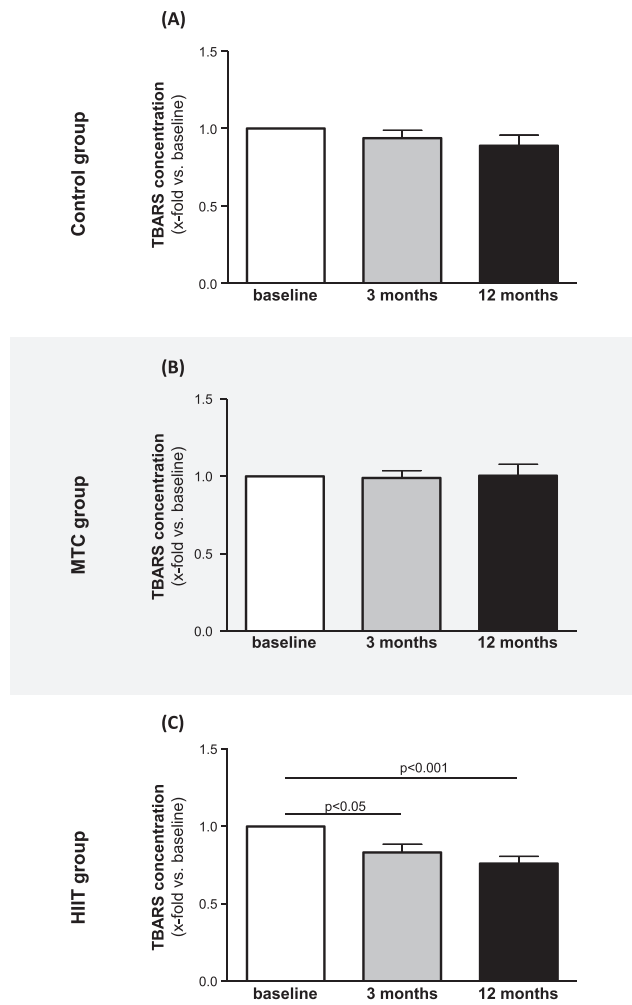 (A)
Control group
TBARS concentration
(x-fold vs. baseline)
1.5
1.0
0.5
0.0
baseline 3 months 12 months
(B)
MTC group
TBARS concentration
(x-fold vs. baseline)
1.5
1.0
0.5
0.0
baseline 3 months 12 months
(C)
HIIT group
TBARS concentration
(x-fold vs. baseline)
1.5
1.0
0.5
0.0
p<0.001
p<0.05
baseline 3 months 12 months